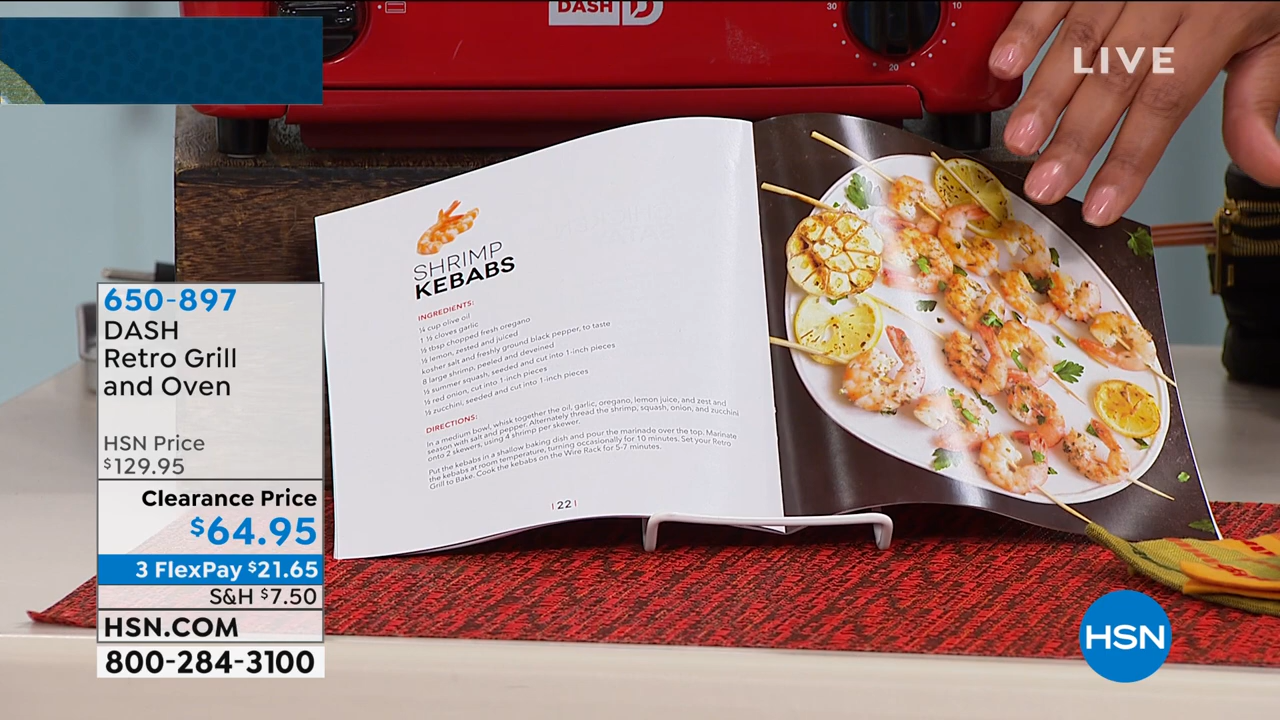 DASH D
30
10
20
LIVE
650-897
DASH
Retro Grill
and Oven
HSN Price
$129.95
Clearance Price
$64.95
3 FlexPay $21.65
S&H $7.50
HSN.COM
800-284-3100
SHRIMP
KEBABS
INGREDIENTS:
¼ cup olive oil
1 ½ cloves garlic
½ tbsp chopped fresh oregano
½ lemon, zested and juiced
kosher salt and freshly ground black pepper, to taste
8 large shrimp, peeled and deveined
½ summer squash, seeded and cut into 1-inch pieces
½ red onion, cut into 1-inch pieces
½ zucchini, seeded and cut into 1-inch pieces
DIRECTIONS:
In a medium bowl, whisk together the oil, garlic, oregano, lemon juice, and zest and
season with salt and pepper. Alternately thread the shrimp, squash, onion, and zucchini
onto 2 skewers, using 4 shrimp per skewer.
Put the kebabs in a shallow baking dish and pour the marinade over the top. Marinate
the kebabs at room temperature, turning occasionally for 10 minutes. Set your Retro
Grill to Bake. Cook the kebabs on the Wire Rack for 5-7 minutes.
|22|
HSN